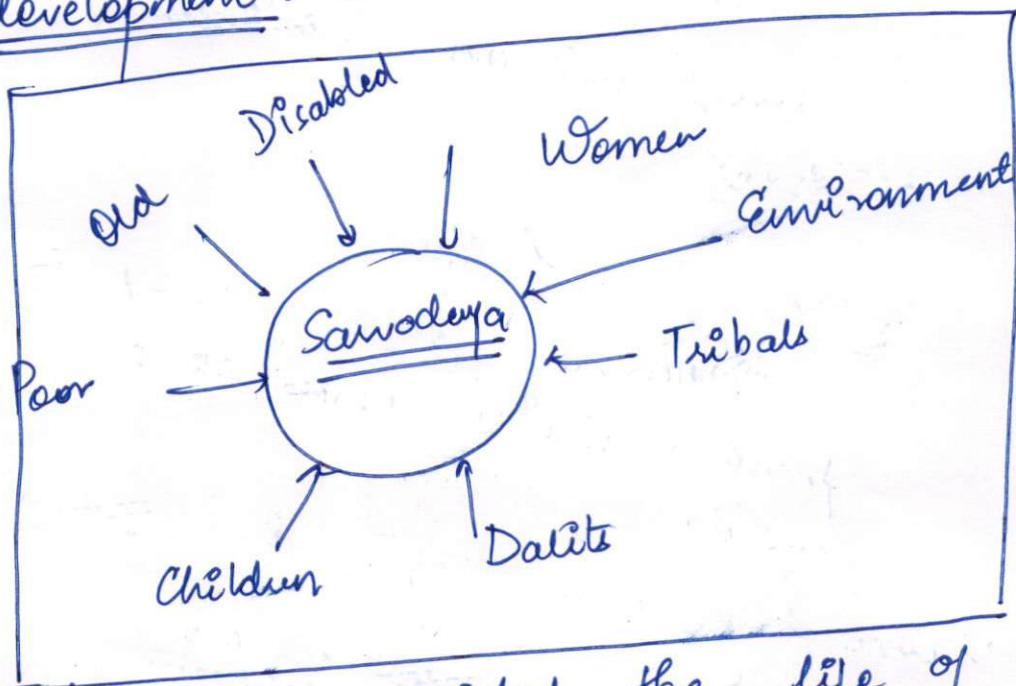 development
Disabled
Women
Old
Environment
Sarvodaya
Tribals
Poor
Dalits
Children
the life of